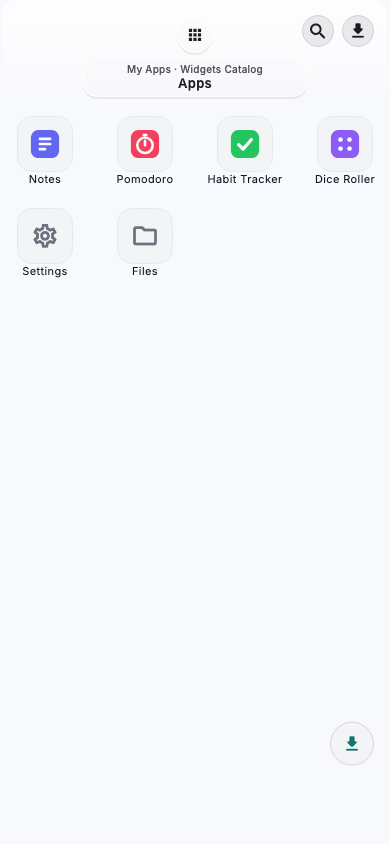 My Apps · Widgets Catalog
Apps
Notes
Pomodoro
Habit Tracker
Dice Roller
Settings
Files